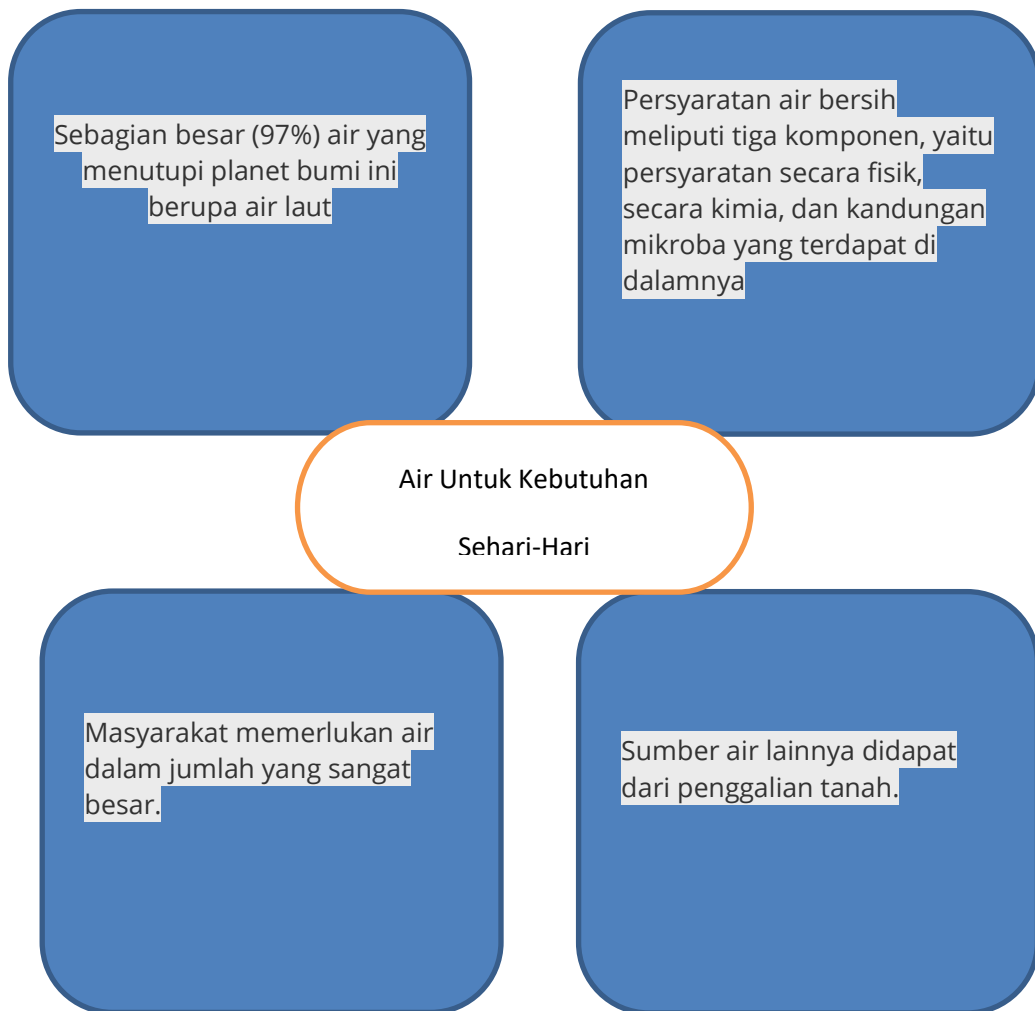 Sebagian besar (97%) air yang
menutupi planet bumi ini
berupa air laut
Persyaratan air bersih
meliputi tiga komponen, yaitu
persyaratan secara fisik,
secara kimia, dan kandungan
mikroba yang terdapat di
dalamnya
Air Untuk Kebutuhan
Sehari-Hari
Masyarakat memerlukan air
dalam jumlah yang sangat
besar.
Sumber air lainnya didapat
dari penggalian tanah.